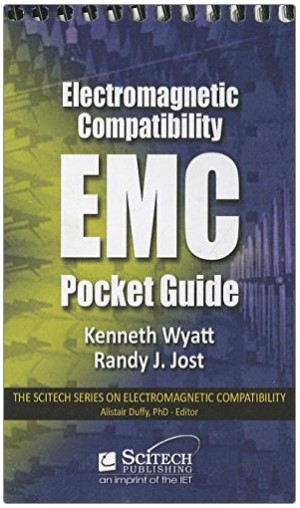 Electromagnetic
Compatibility
EMC
Pocket Guide
Kenneth Wyatt
Randy J. Jost
THE SCITECH SERIES ON ELECTROMAGNETIC COMPATIBILITY
Alistair Duffy, PhD - Editor
SCITECH
PUBLISHING
an imprint of the IET